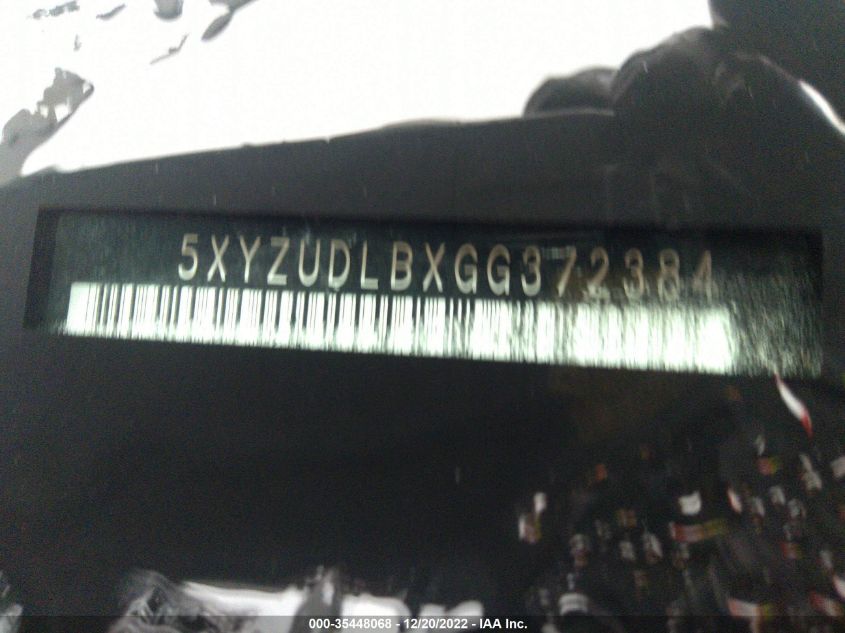 5XYZUDLBXGG372384
000-35448068 - 12/20/2022 - IAA Inc.